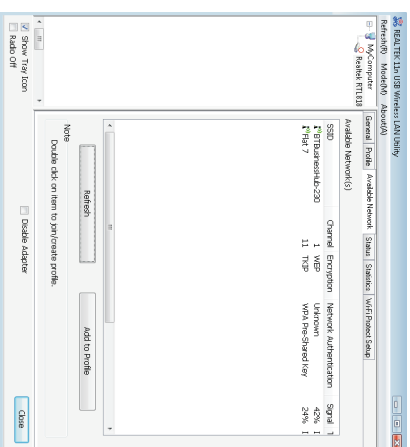 REALTEK 11n USB Wireless LAN Utility
Refresh(R) Mode(M) About(A)
MyComputer
Realtek RTL818
General Profile Available Network Status Statistics Wi-Fi Protect Setup
Available Network(s)
SSID Channel Encryption Network Authentication Signal T
BTBusinessHub-230 1 WEP Unknown 42% I
Flat 7 11 TKIP WPA Pre-Shared Key 24% I
Refresh Add to Profile
Note
Double click on item to join/create profile.
Show Tray Icon
Radio Off
Disable Adapter
Close